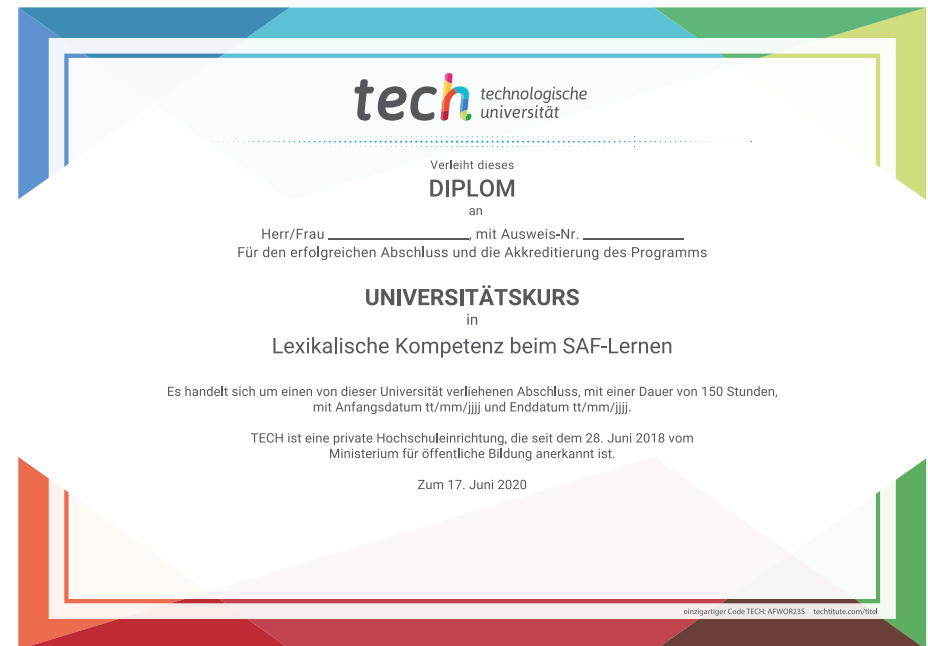 tech technologische
universität
Verleiht dieses
DIPLOM
an
Herr/Frau ____________________, mit Ausweis-Nr. ______________
Für den erfolgreichen Abschluss und die Akkreditierung des Programms
UNIVERSITÄTSKURS
in
Lexikalische Kompetenz beim SAF-Lernen
Es handelt sich um einen von dieser Universität verliehenen Abschluss, mit einer Dauer von 150 Stunden,
mit Anfangsdatum tt/mm/jjjj und Enddatum tt/mm/jjjj.
TECH ist eine private Hochschuleinrichtung, die seit dem 28. Juni 2018 vom
Ministerium für öffentliche Bildung anerkannt ist.
Zum 17. Juni 2020
einzigartiger Code TECH: AFWOR23S techtitute.com/titel